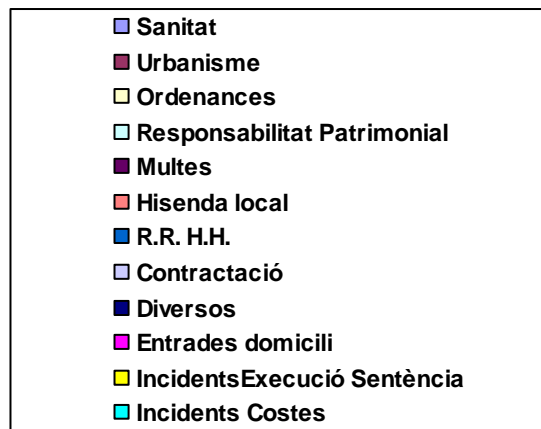 Sanitat
Urbanisme
Ordenances
Responsabilitat Patrimonial
Multes
Hisenda local
R.R. H.H.
Contractació
Diversos
Entrades domicili
IncidentsExecució Sentència
Incidents Costes